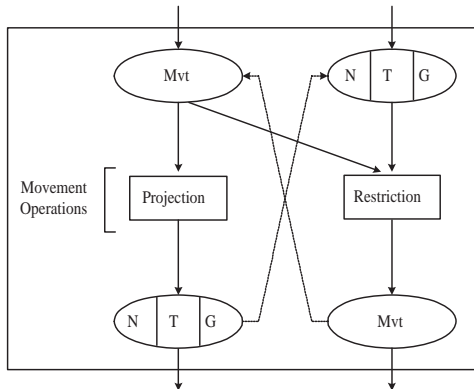 Mvt
N T G
Movement
Operations
Projection
Restriction
N T G
Mvt